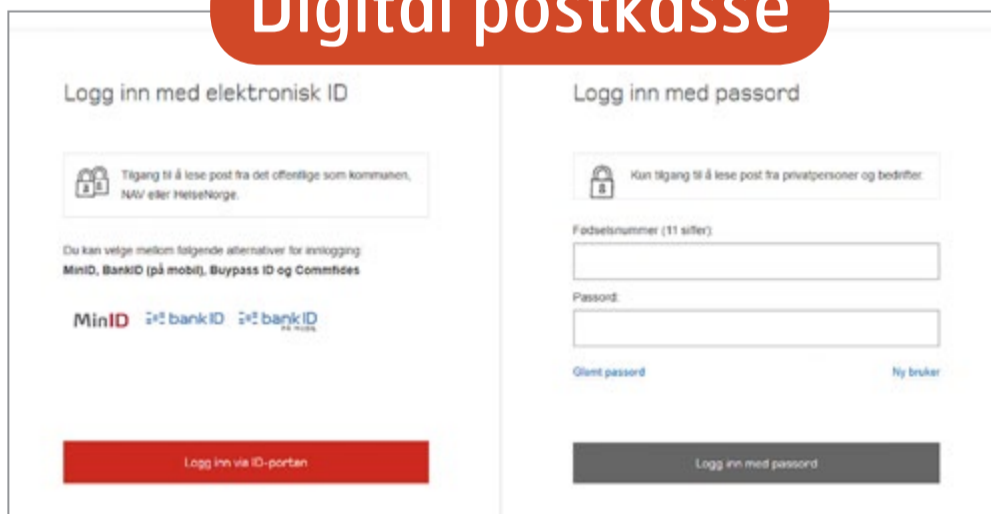 Digital postkasse
Logg inn med elektronisk ID
Tilgang til å lese post fra det offentlige som kommunen,
NAV eller HelseNorge.
Du kan velge mellom følgende alternativer for innlogging:
MinID, BankID (på mobil), Buypass ID og Commfides
MinID bankID bankID
PÅ MOBIL
Logg inn via ID-porten
Logg inn med passord
Kun tilgang til å lese post fra privatpersoner og bedrifter.
Fødselsnummer (11 siffer):
Passord:
Glemt passord Ny bruker
Logg inn med passord